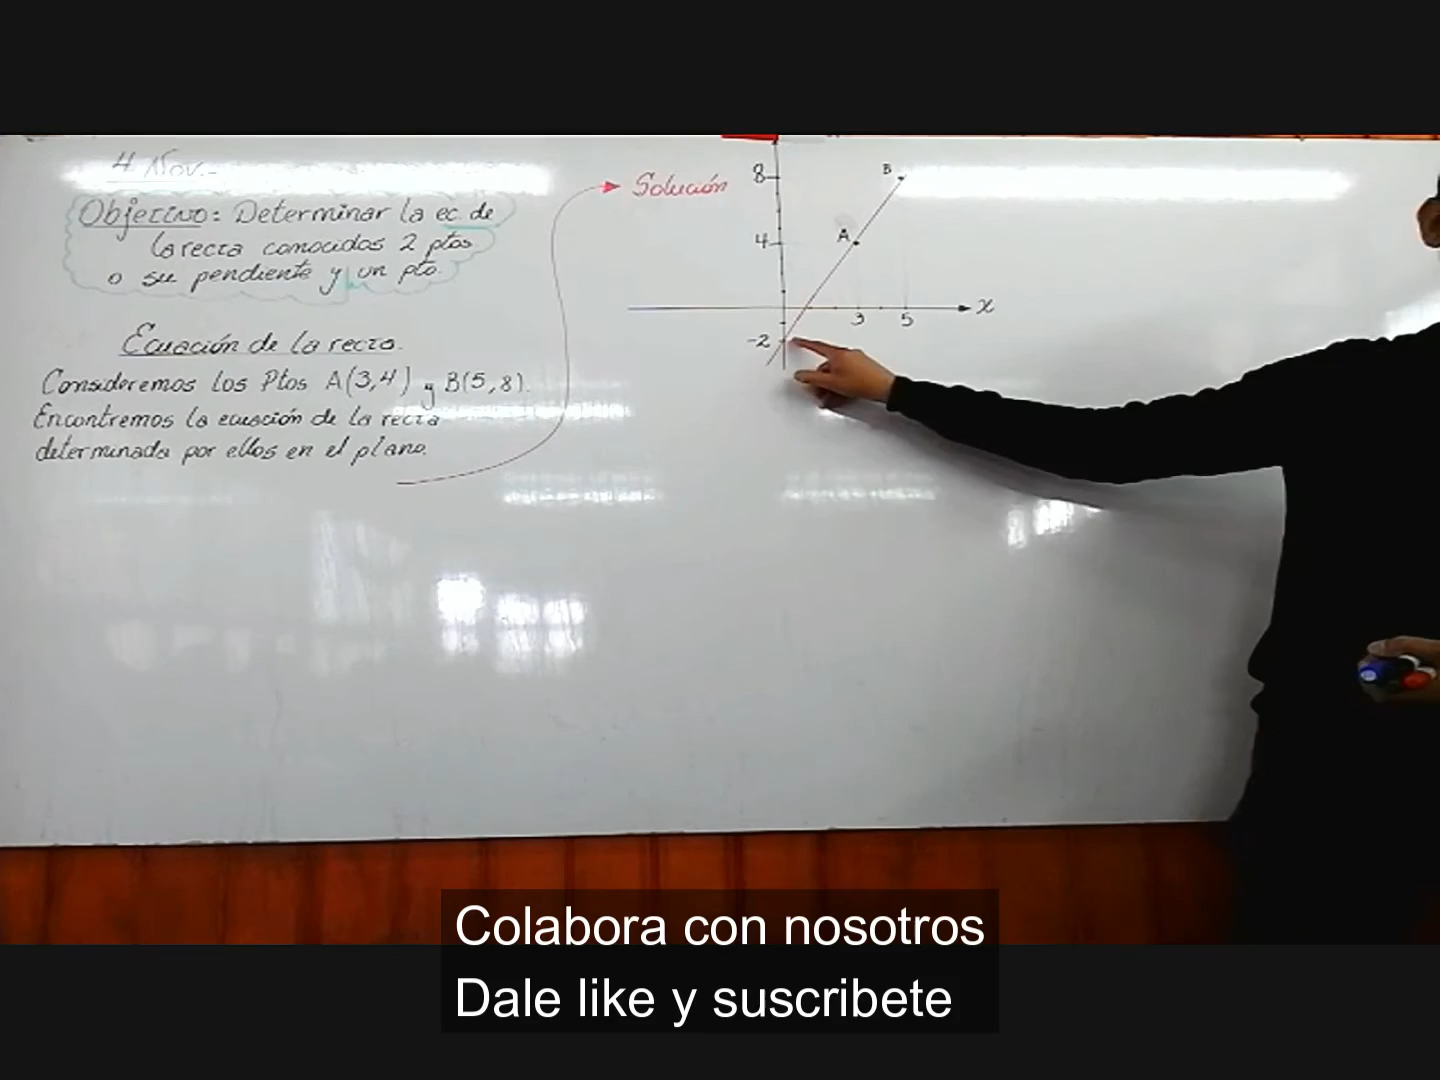 4 Nov.-
Objetivo: Determinar la ec. de
la recta conocidos 2 ptos
o su pendiente y un pto.
Ecuación de la recta.
Consideremos los Ptos A(3,4) y B(5,8).
Encontremos la ecuación de la recta
determinada por ellos en el plano.
Solución
8
B
4
A
3
5
x
-2
Colabora con nosotros
Dale like y suscribete